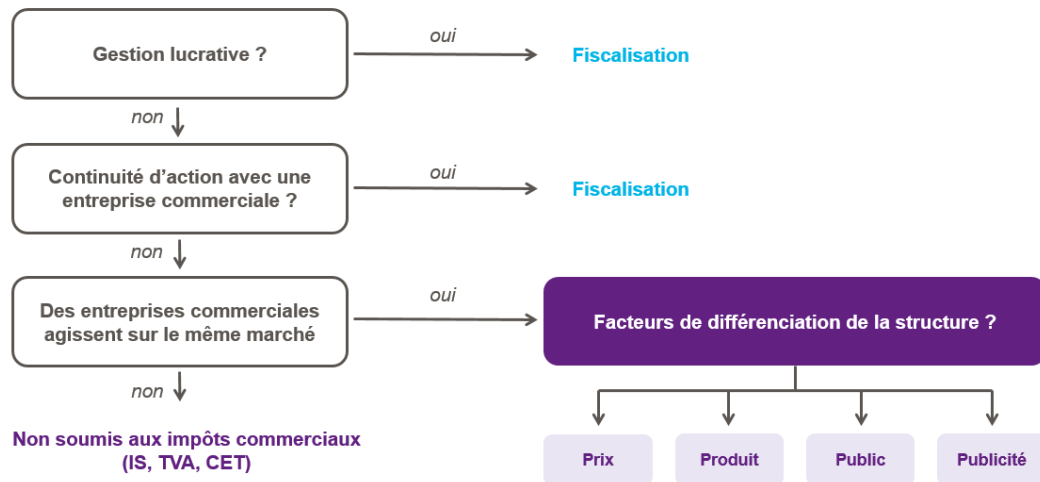 Gestion lucrative ?
oui
Fiscalisation
non
Continuité d’action avec une
entreprise commerciale ?
oui
Fiscalisation
non
Des entreprises commerciales
agissent sur le même marché
oui
Facteurs de différenciation de la structure ?
non
Non soumis aux impôts commerciaux
(IS, TVA, CET)
Prix
Produit
Public
Publicité